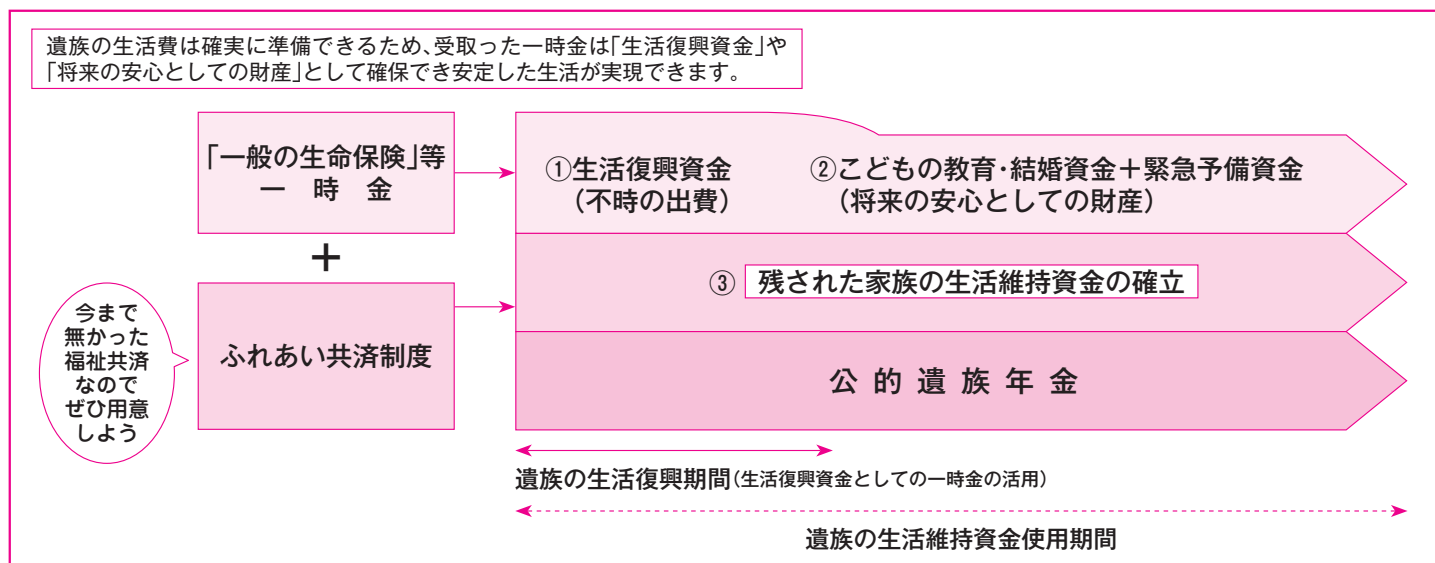 遺族の生活費は確実に準備できるため、受取った一時金は「生活復興資金」や
「将来の安心としての財産」として確保でき安定した生活が実現できます。
「一般の生命保険」等
一時金
①生活復興資金
（不時の出費）
②こどもの教育・結婚資金＋緊急予備資金
（将来の安心としての財産）
＋
③ 残された家族の生活維持資金の確立
今まで
無かった
福祉共済
なので
ぜひ用意
しよう
ふれあい共済制度
公的遺族年金
遺族の生活復興期間（生活復興資金としての一時金の活用）
遺族の生活維持資金使用期間